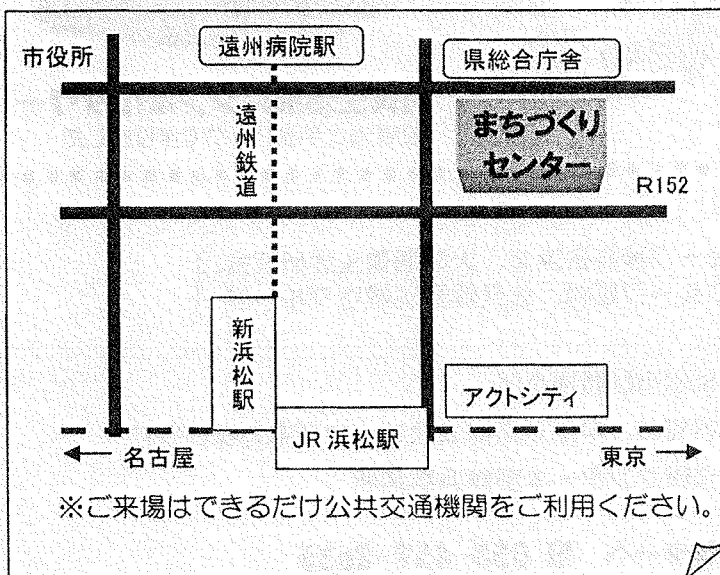 市役所
遠州病院駅
県総合庁舎
遠州鉄道
まちづくり
センター
R152
新浜松駅
アクトシティ
JR 浜松駅
← 名古屋
東京 →
※ご来場はできるだけ公共交通機関をご利用ください。